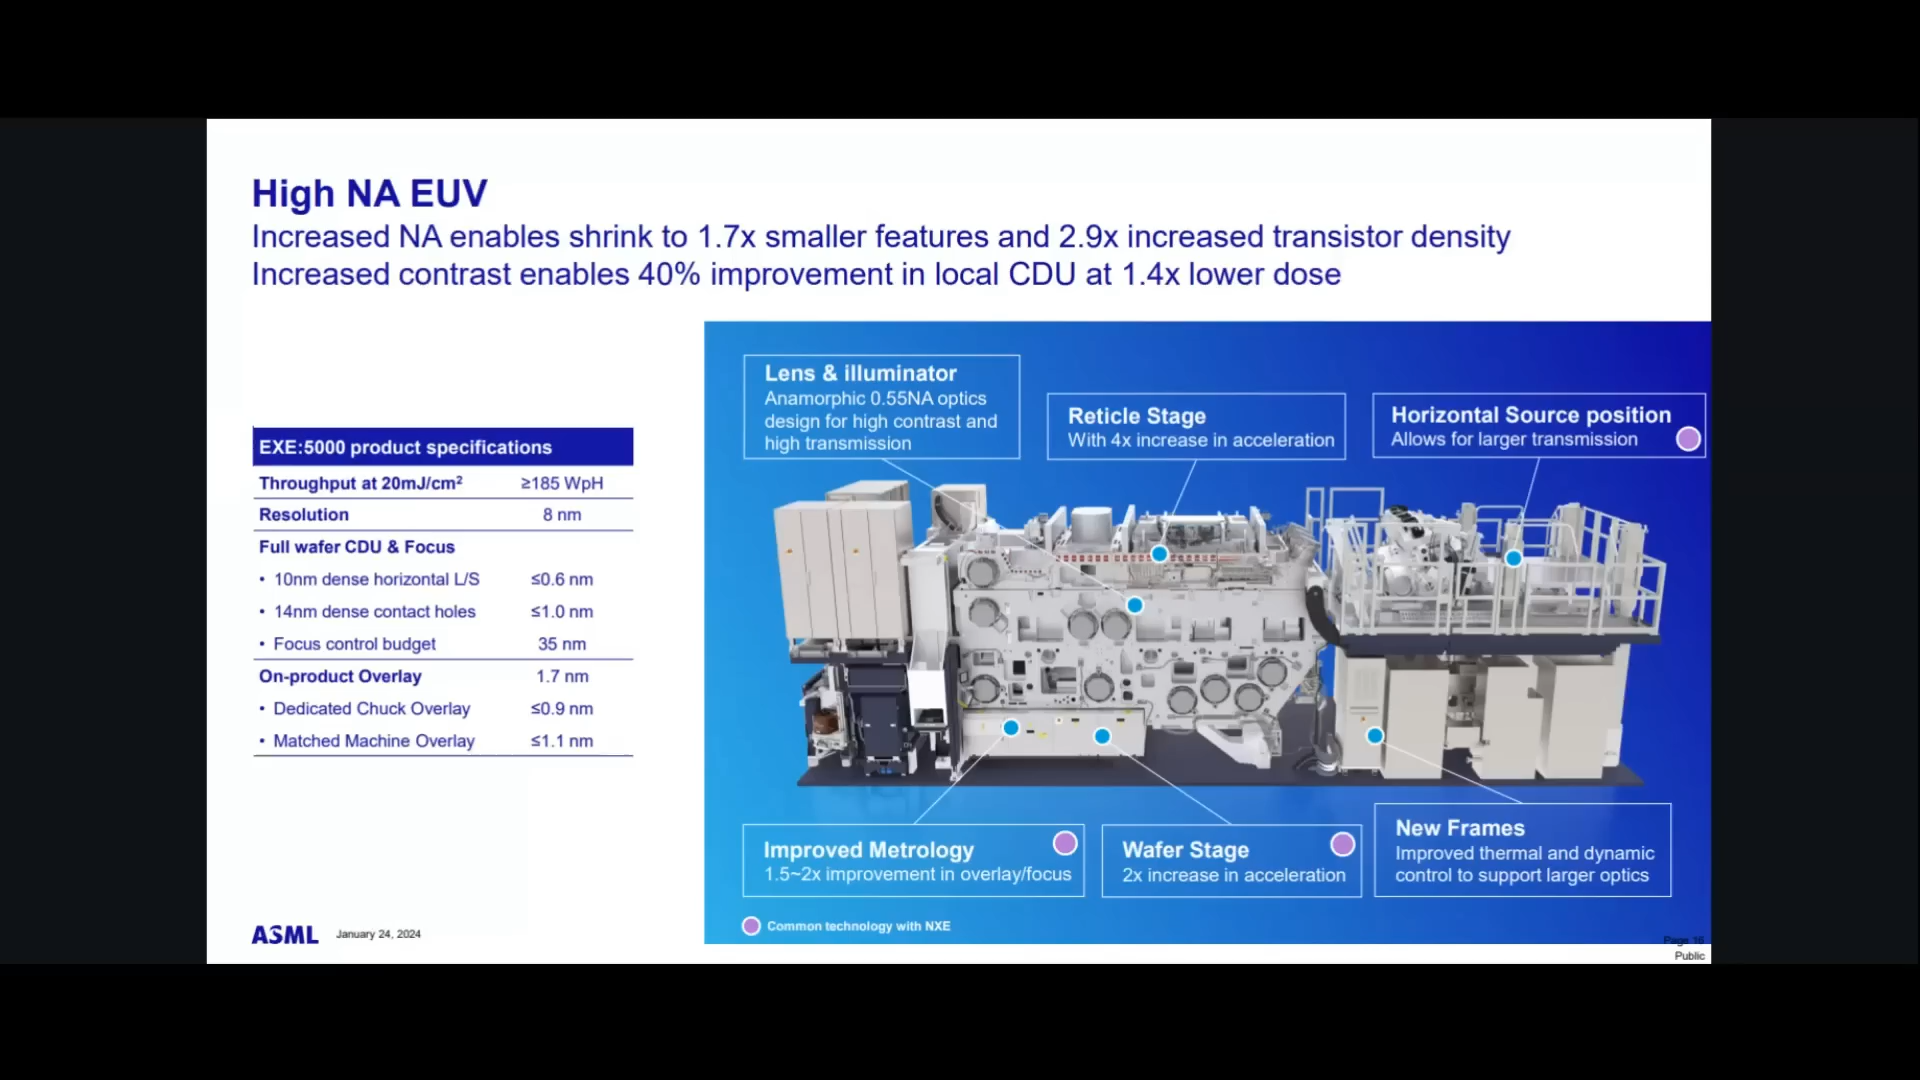 High NA EUV
Increased NA enables shrink to 1.7x smaller features and 2.9x increased transistor density
Increased contrast enables 40% improvement in local CDU at 1.4x lower dose
EXE:5000 product specifications
Throughput at 20mJ/cm² ≥185 WpH
Resolution 8 nm
Full wafer CDU & Focus
• 10nm dense horizontal L/S ≤0.6 nm
• 14nm dense contact holes ≤1.0 nm
• Focus control budget 35 nm
On-product Overlay 1.7 nm
• Dedicated Chuck Overlay ≤0.9 nm
• Matched Machine Overlay ≤1.1 nm
Lens & illuminator
Anamorphic 0.55NA optics
design for high contrast and
high transmission
Reticle Stage
With 4x increase in acceleration
Horizontal Source position
Allows for larger transmission
Improved Metrology
1.5~2x improvement in overlay/focus
Wafer Stage
2x increase in acceleration
New Frames
Improved thermal and dynamic
control to support larger optics
Common technology with NXE
ASML
January 24, 2024
Page 16
Public